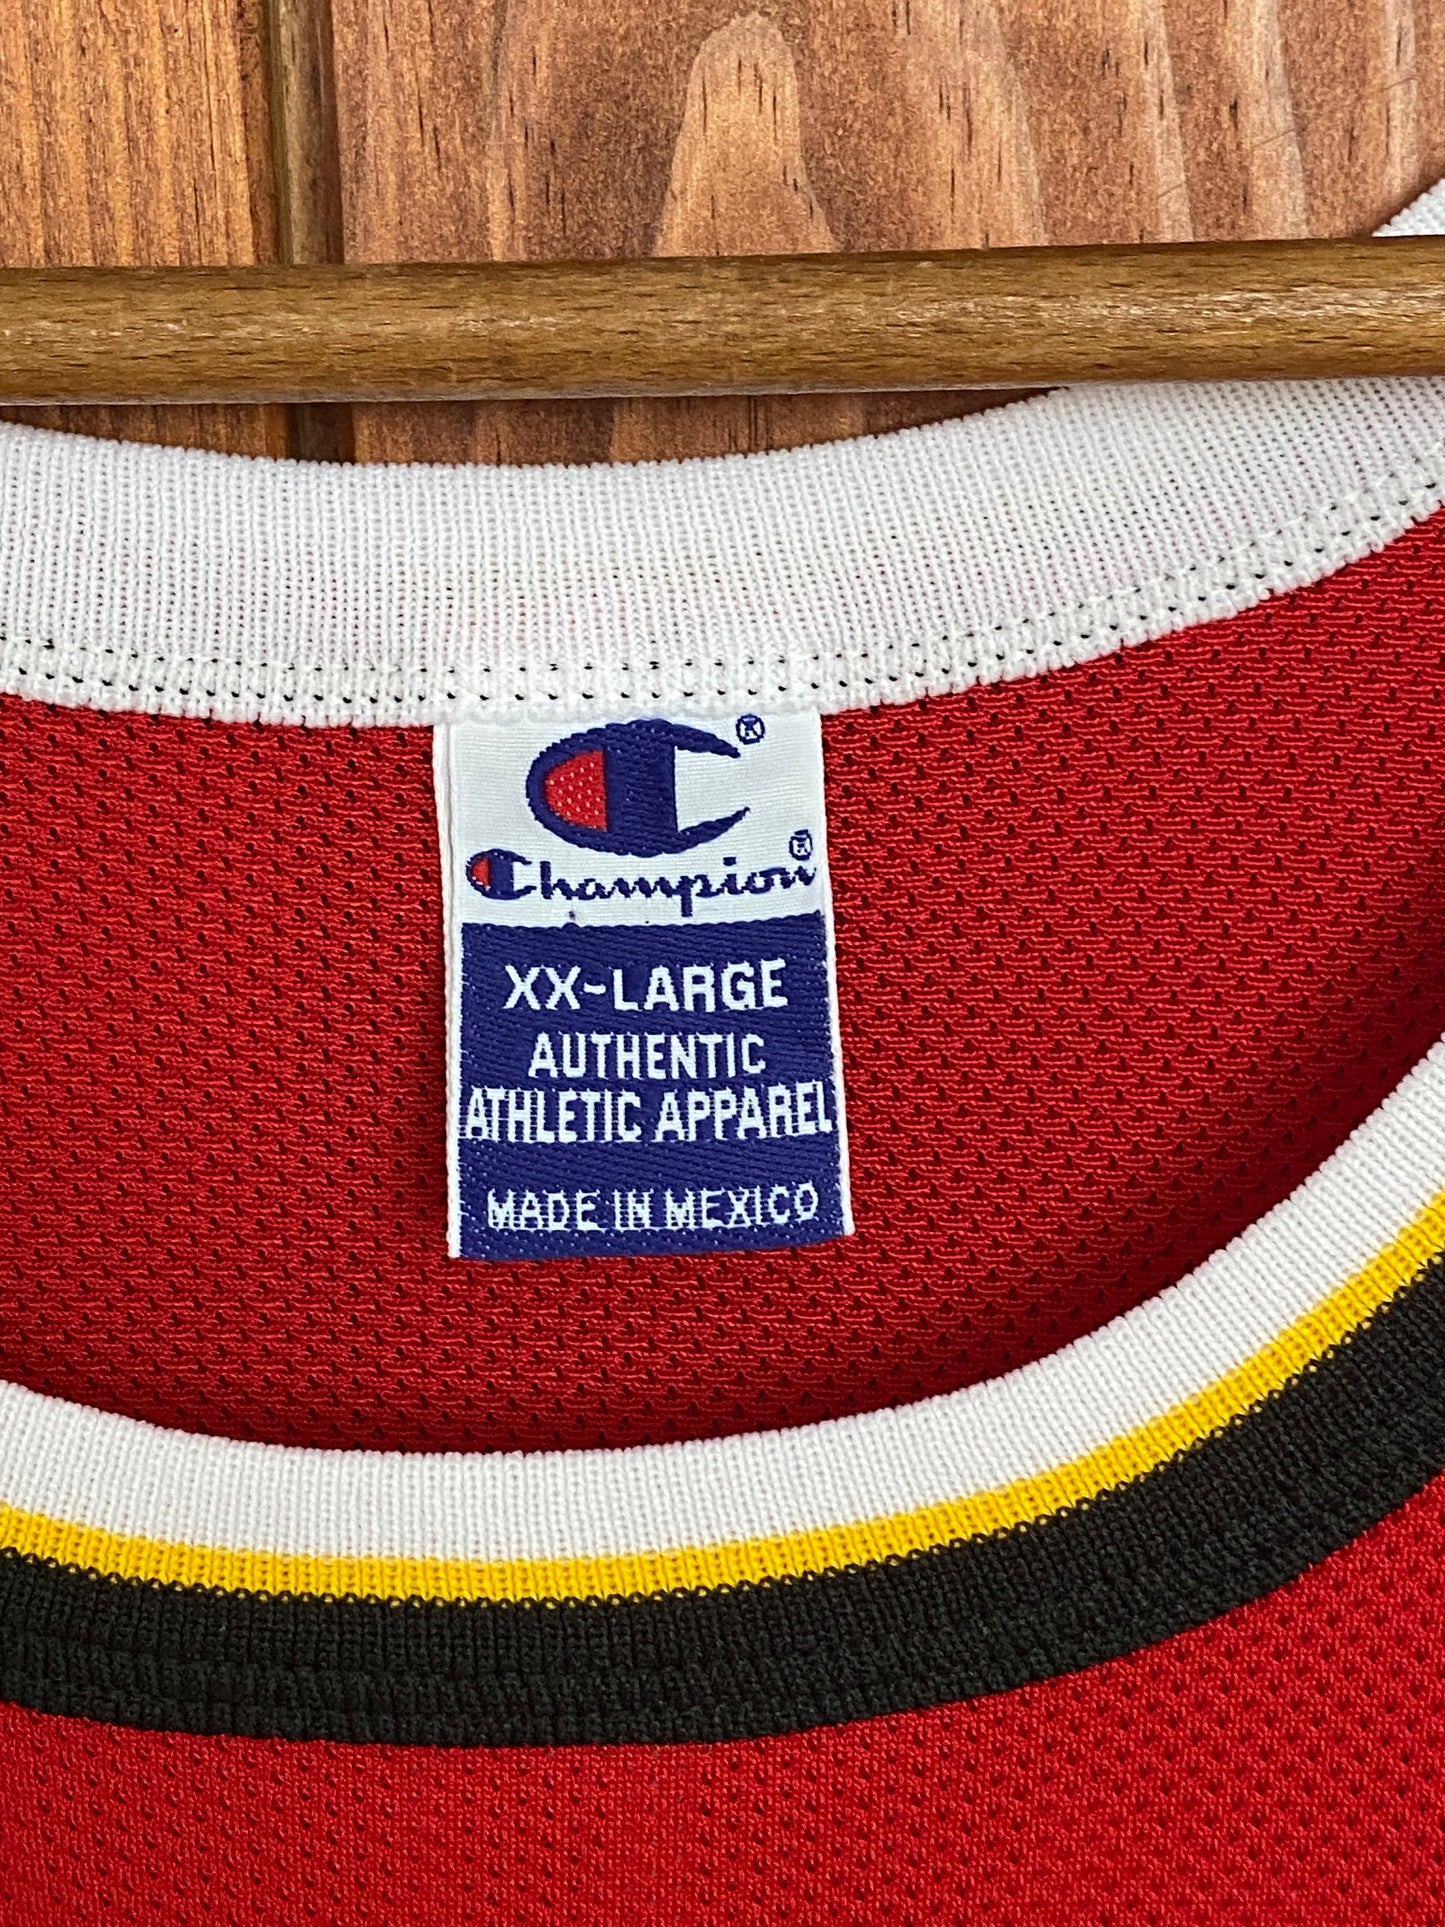 ®
Champion®
XX-LARGE
AUTHENTIC
ATHLETIC APPAREL
MADE IN MEXICO